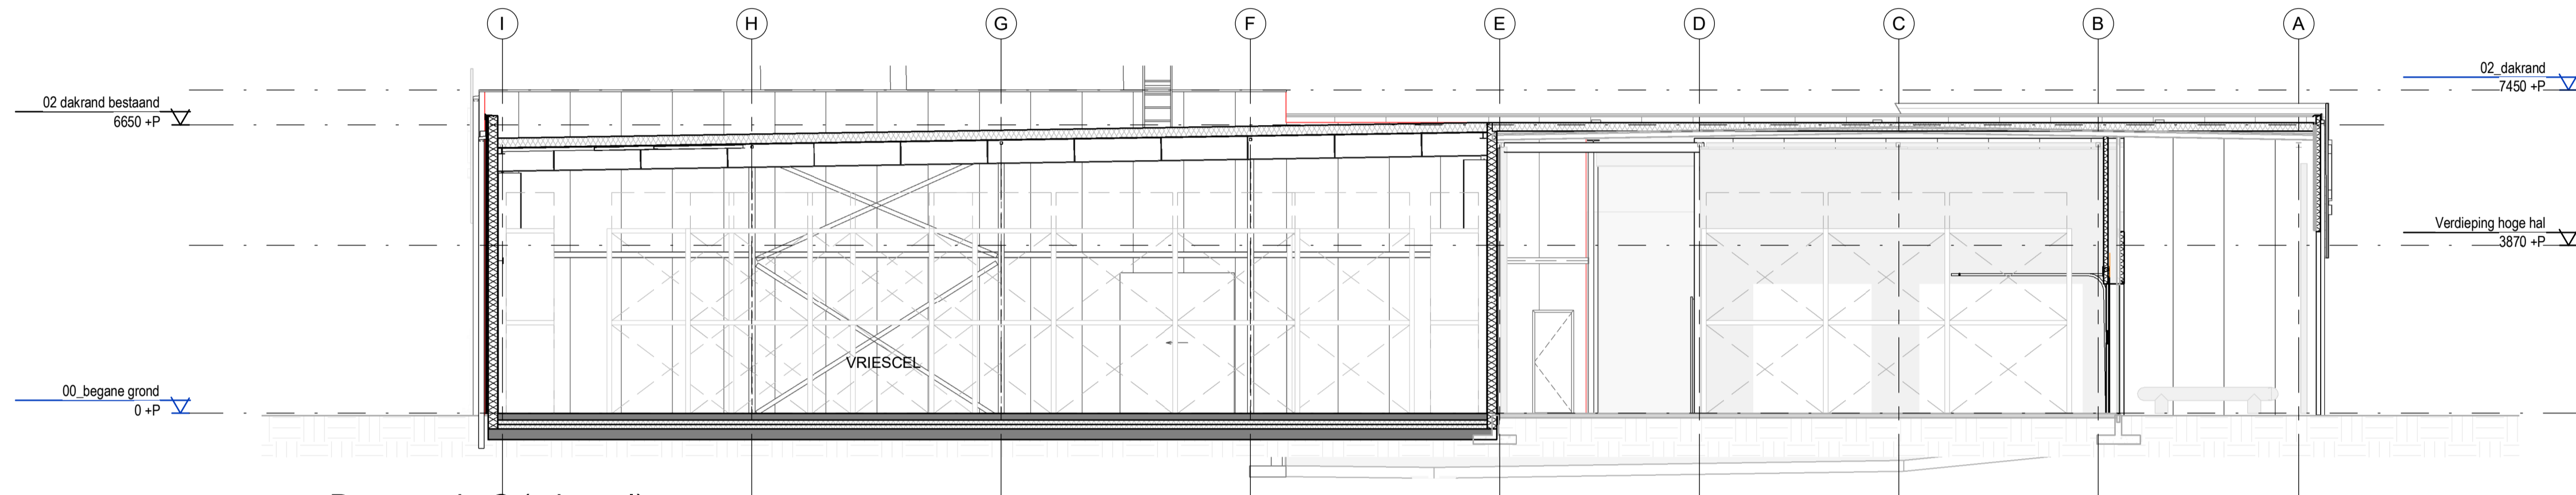 I H G F E D C B A
02_dakrand
7450 +P
02 dakrand bestaand
6650 +P
Verdieping hoge hal
3870 +P
VRIESCEL
00_begane grond
0 +P